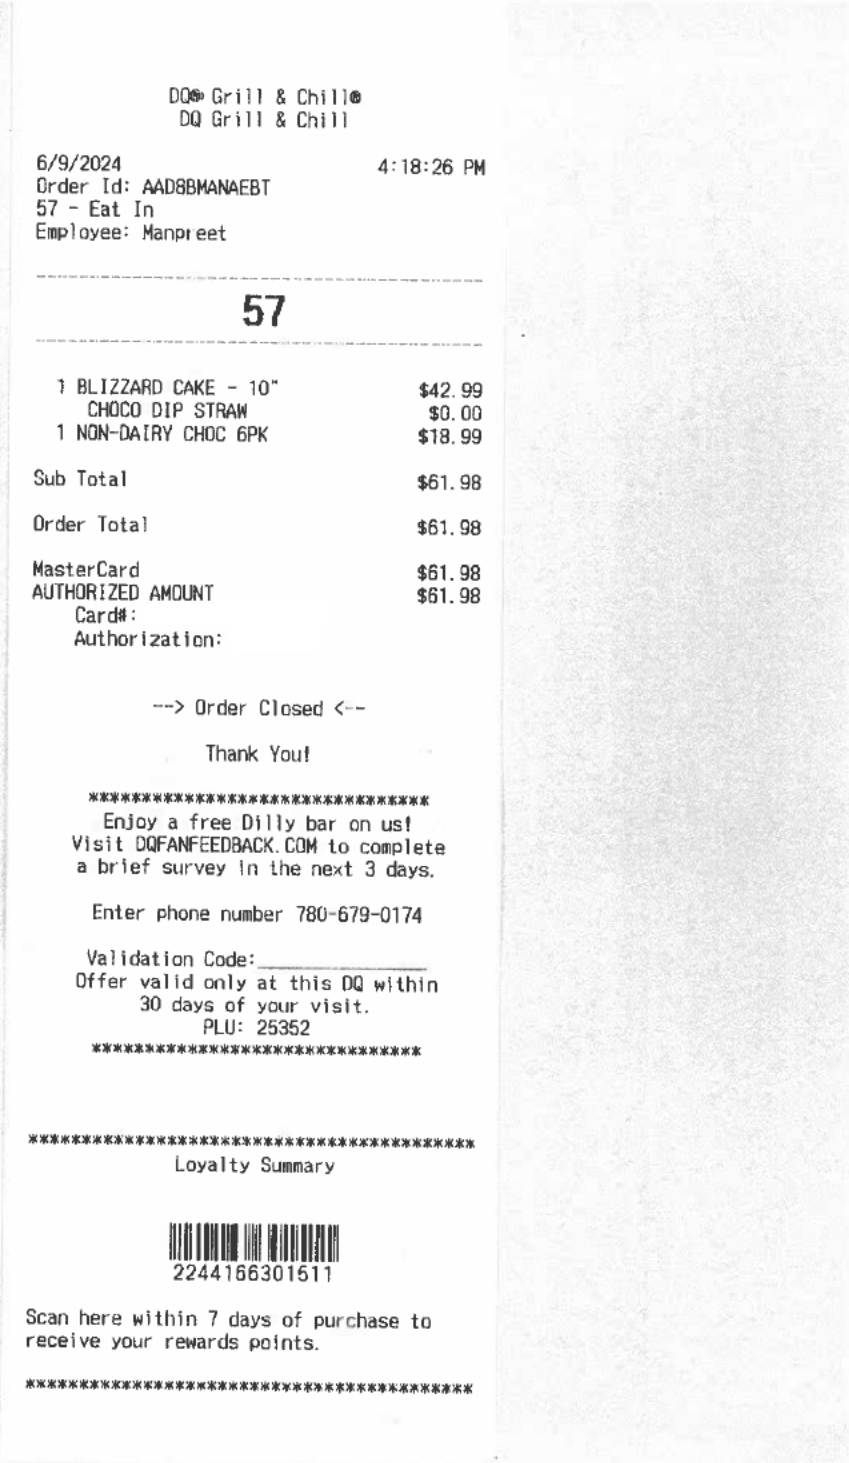 DQ® Grill & Chill®
DQ Grill & Chill
6/9/2024 4:18:26 PM
Order Id: AAD8BMANAEBT
57 - Eat In
Employee: Manpreet
57
1 BLIZZARD CAKE - 10" $42.99
CHOCO DIP STRAW $0.00
1 NON-DAIRY CHOC 6PK $18.99
Sub Total $61.98
Order Total $61.98
MasterCard $61.98
AUTHORIZED AMOUNT $61.98
Card#:
Authorization:
--> Order Closed <--
Thank You!
********************************
Enjoy a free Dilly bar on us!
Visit DQFANFEEDBACK.COM to complete
a brief survey in the next 3 days.
Enter phone number 780-679-0174
Validation Code:________________
Offer valid only at this DQ within
30 days of your visit.
PLU: 25352
*******************************
******************************************
Loyalty Summary
2244166301511
Scan here within 7 days of purchase to
receive your rewards points.
******************************************